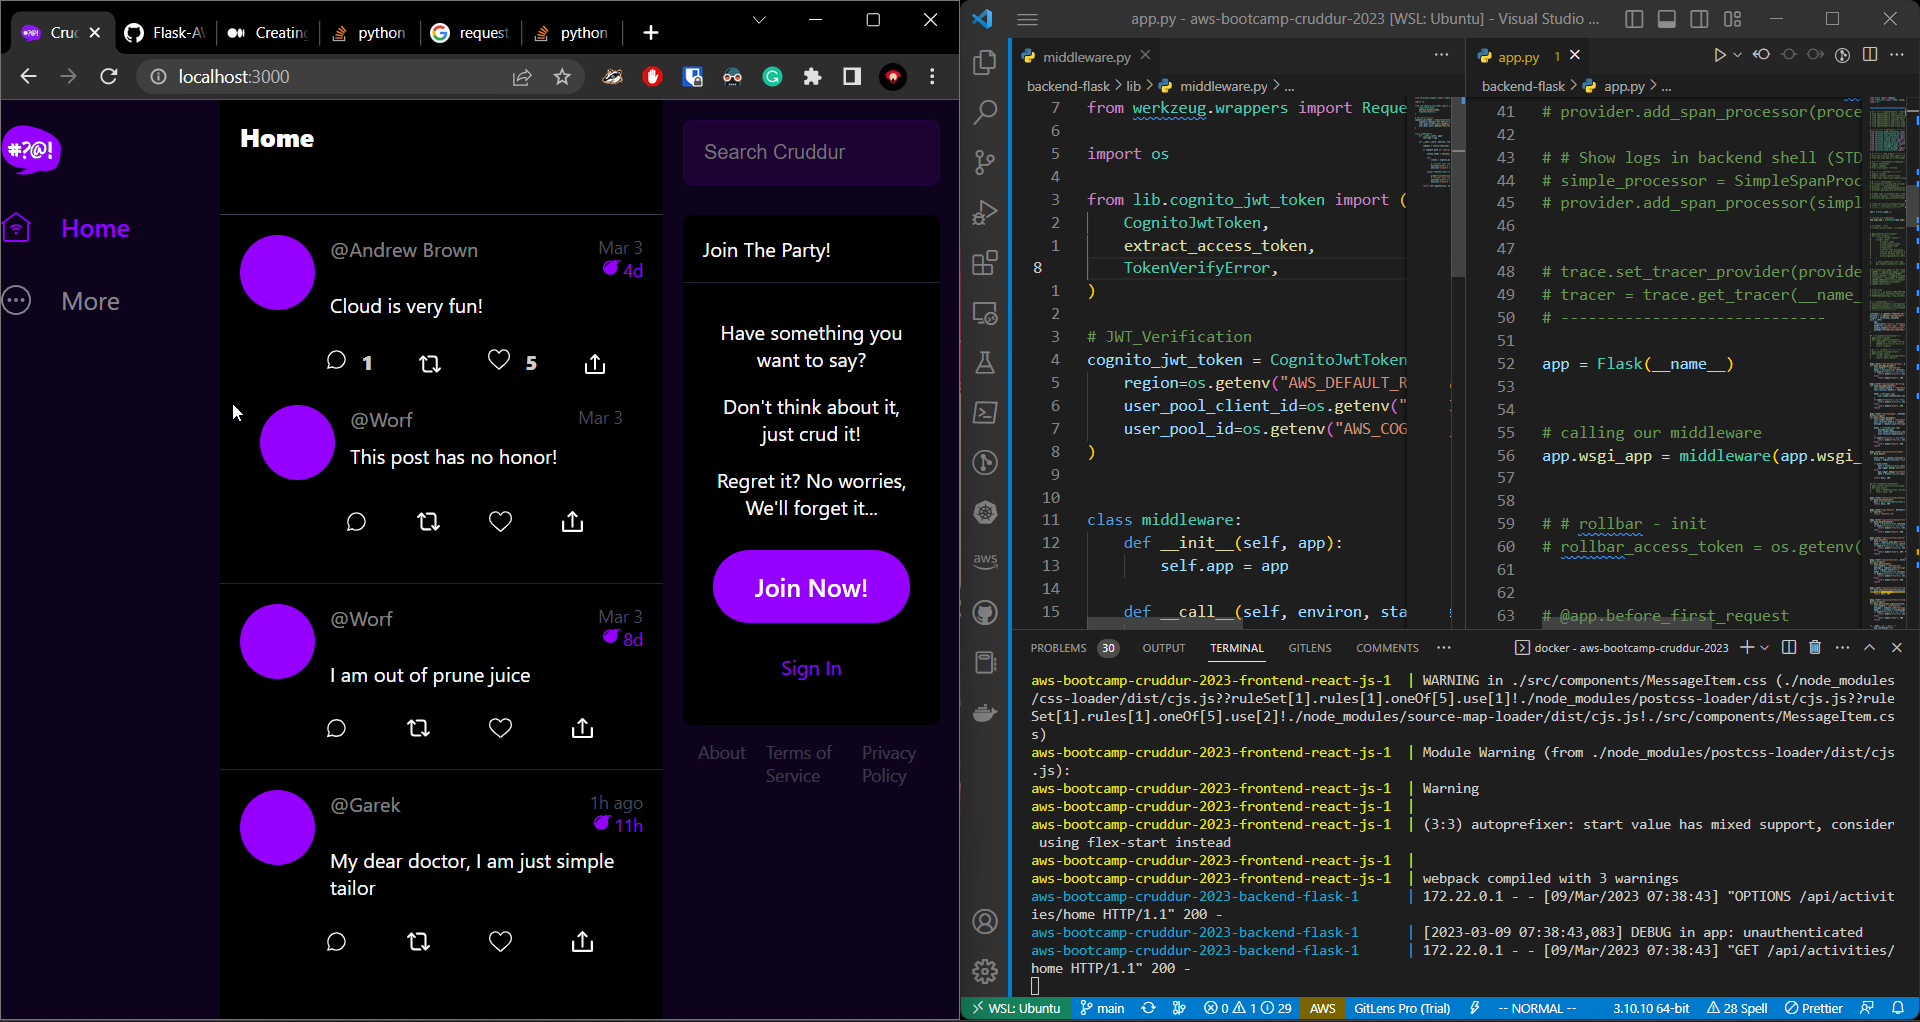 Cruc
Flask-A
Creatin
python
request
python
localhost:3000
#?@!
Home
More
Home
@Andrew Brown
Mar 3
4d
Cloud is very fun!
1
5
@Worf
Mar 3
This post has no honor!
@Worf
Mar 3
8d
I am out of prune juice
@Garek
1h ago
11h
My dear doctor, I am just simple
tailor
Search Cruddur
Join The Party!
Have something you
want to say?
Don't think about it,
just crud it!
Regret it? No worries,
We'll forget it...
Join Now!
Sign In
About
Terms of
Service
Privacy
Policy
app.py - aws-bootcamp-cruddur-2023 [WSL: Ubuntu] - Visual Studio ...
middleware.py
backend-flask > lib > middleware.py > ...
7 from werkzeug.wrappers import Reque
6
5 import os
4
3 from lib.cognito_jwt_token import (
2 CognitoJwtToken,
1 extract_access_token,
8 TokenVerifyError,
1 )
2
3 # JWT_Verification
4 cognito_jwt_token = CognitoJwtToken
5 region=os.getenv("AWS_DEFAULT_R
6 user_pool_client_id=os.getenv("
7 user_pool_id=os.getenv("AWS_COG
8 )
9
10
11 class middleware:
12 def __init__(self, app):
13 self.app = app
14
15 def __call__(self, environ, sta
app.py 1
backend-flask > app.py > ...
41 # provider.add_span_processor(proce
42
43 # # Show logs in backend shell (STD
44 # simple_processor = SimpleSpanProc
45 # provider.add_span_processor(simpl
46
47
48 # trace.set_tracer_provider(provide
49 # tracer = trace.get_tracer(__name_
50 # -----------------------------
51
52 app = Flask(__name__)
53
54
55 # calling our middleware
56 app.wsgi_app = middleware(app.wsgi_
57
58
59 # # rollbar - init
60 # rollbar_access_token = os.getenv(
61
62
63 # @app.before_first_request
PROBLEMS 30 OUTPUT TERMINAL GITLENS COMMENTS ... docker - aws-bootcamp-cruddur-2023
aws-bootcamp-cruddur-2023-frontend-react-js-1 | WARNING in ./src/components/MessageItem.css (./node_modules
/css-loader/dist/cjs.js??ruleSet[1].rules[1].oneOf[5].use[1]!./node_modules/postcss-loader/dist/cjs.js??rule
Set[1].rules[1].oneOf[5].use[2]!./node_modules/source-map-loader/dist/cjs.js!./src/components/MessageItem.cs
s)
aws-bootcamp-cruddur-2023-frontend-react-js-1 | Module Warning (from ./node_modules/postcss-loader/dist/cjs
.js):
aws-bootcamp-cruddur-2023-frontend-react-js-1 | Warning
aws-bootcamp-cruddur-2023-frontend-react-js-1 |
aws-bootcamp-cruddur-2023-frontend-react-js-1 | (3:3) autoprefixer: start value has mixed support, consider
using flex-start instead
aws-bootcamp-cruddur-2023-frontend-react-js-1 |
aws-bootcamp-cruddur-2023-frontend-react-js-1 | webpack compiled with 3 warnings
aws-bootcamp-cruddur-2023-backend-flask-1 | 172.22.0.1 - - [09/Mar/2023 07:38:43] "OPTIONS /api/activit
ies/home HTTP/1.1" 200 -
aws-bootcamp-cruddur-2023-backend-flask-1 | [2023-03-09 07:38:43,083] DEBUG in app: unauthenticated
aws-bootcamp-cruddur-2023-backend-flask-1 | 172.22.0.1 - - [09/Mar/2023 07:38:43] "GET /api/activities/
home HTTP/1.1" 200 -
aws
WSL: Ubuntu main 0 1 29 AWS GitLens Pro (Trial) -- NORMAL -- 3.10.10 64-bit 28 Spell Prettier